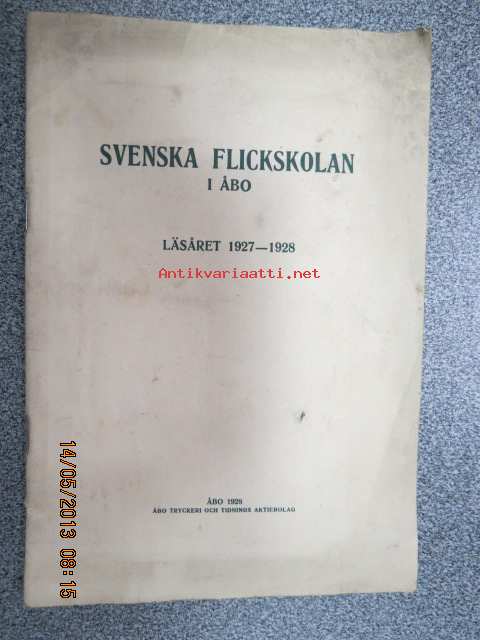 SVENSKA FLICKSKOLAN
I ÅBO
LÄSÅRET 1927—1928
Antikvariaatti.net
ÅBO 1928
ÅBO TRYCKERI OCH TIDNINGS AKTIEBOLAG
14/05/2013 08:15